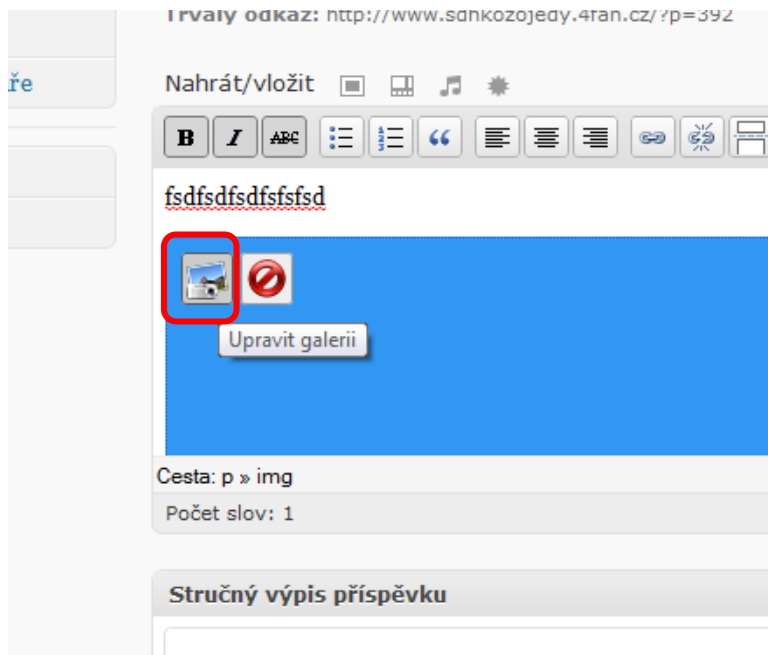 Trvalý odkaz: http://www.sdhkozojedy.4fan.cz/?p=392
ře
Nahrát/vložit
B I ABC
fsdfsdfsdfsfsfsd
Upravit galerii
Cesta: p » img
Počet slov: 1
Stručný výpis příspěvku